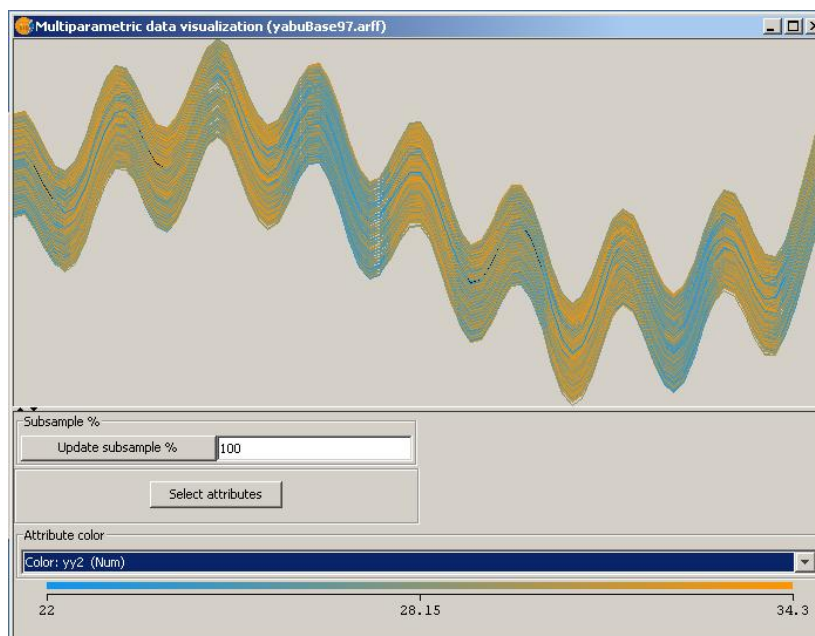 Multiparametric data visualization (yabuBase97.arff)
Subsample %
Update subsample %
100
Select attributes
Attribute color
Color: yy2 (Num)
22
28.15
34.3